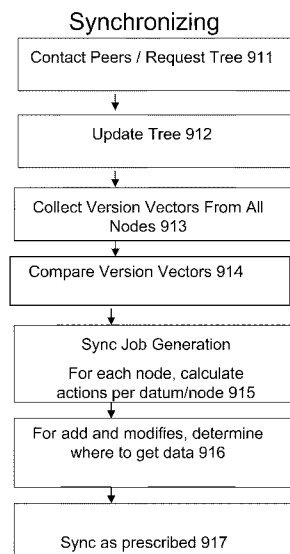 Synchronizing
Contact Peers / Request Tree 911
Update Tree 912
Collect Version Vectors From All
Nodes 913
Compare Version Vectors 914
Sync Job Generation
For each node, calculate
actions per datum/node 915
For add and modifies, determine
where to get data 916
Sync as prescribed 917